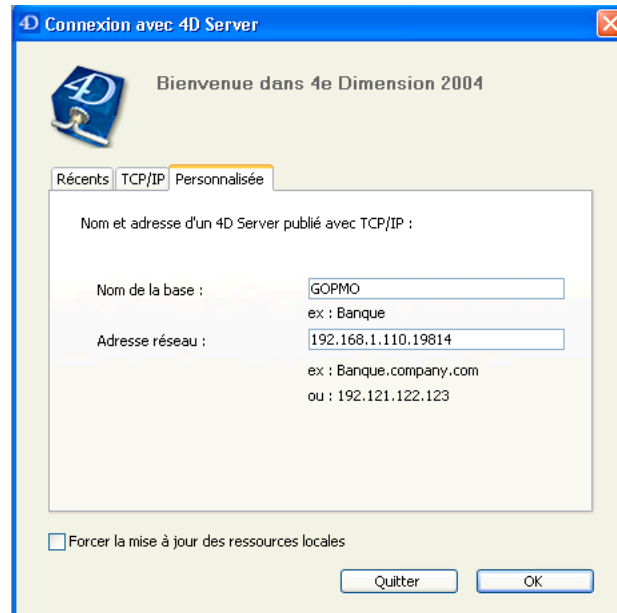 4D Connexion avec 4D Server
4D
Bienvenue dans 4e Dimension 2004
Récents TCP/IP Personnalisée
Nom et adresse d'un 4D Server publié avec TCP/IP :
Nom de la base : GOPMO
ex : Banque
Adresse réseau : 192.168.1.110.19814
ex : Banque.company.com
ou : 192.121.122.123
Forcer la mise à jour des ressources locales
Quitter OK